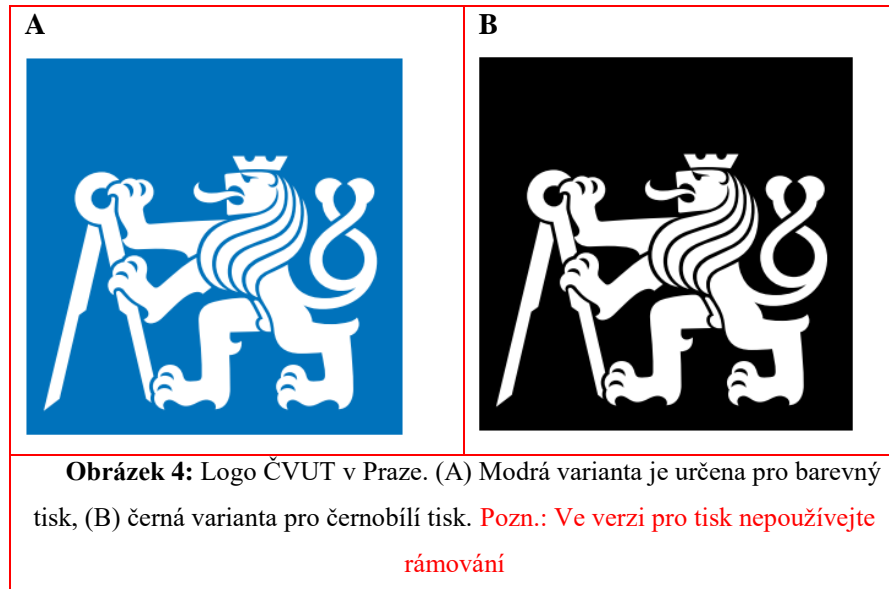 A
B
Obrázek 4: Logo ČVUT v Praze. (A) Modrá varianta je určena pro barevný
tisk, (B) černá varianta pro černobílí tisk. Pozn.: Ve verzi pro tisk nepoužívejte
rámování